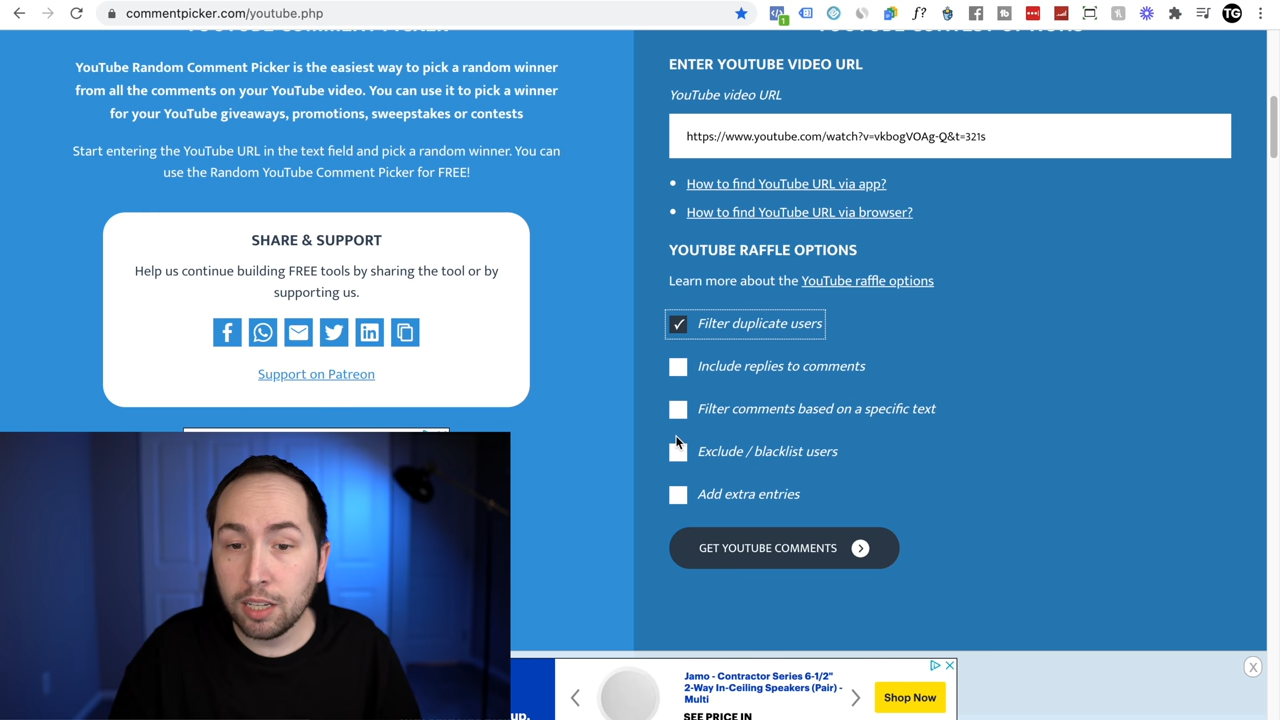 commentpicker.com/youtube.php
1
f?
TG
YouTube Random Comment Picker is the easiest way to pick a random winner
from all the comments on your YouTube video. You can use it to pick a winner
for your YouTube giveaways, promotions, sweepstakes or contests
Start entering the YouTube URL in the text field and pick a random winner. You can
use the Random YouTube Comment Picker for FREE!
SHARE & SUPPORT
Help us continue building FREE tools by sharing the tool or by
supporting us.
Support on Patreon
ENTER YOUTUBE VIDEO URL
YouTube video URL
https://www.youtube.com/watch?v=vkbogVOAg-Q&t=321s
How to find YouTube URL via app?
How to find YouTube URL via browser?
YOUTUBE RAFFLE OPTIONS
Learn more about the YouTube raffle options
Filter duplicate users
Include replies to comments
Filter comments based on a specific text
Exclude / blacklist users
Add extra entries
GET YOUTUBE COMMENTS
Jamo - Contractor Series 6-1/2"
2-Way In-Ceiling Speakers (Pair) -
Multi
SEE PRICE IN
Shop Now
X